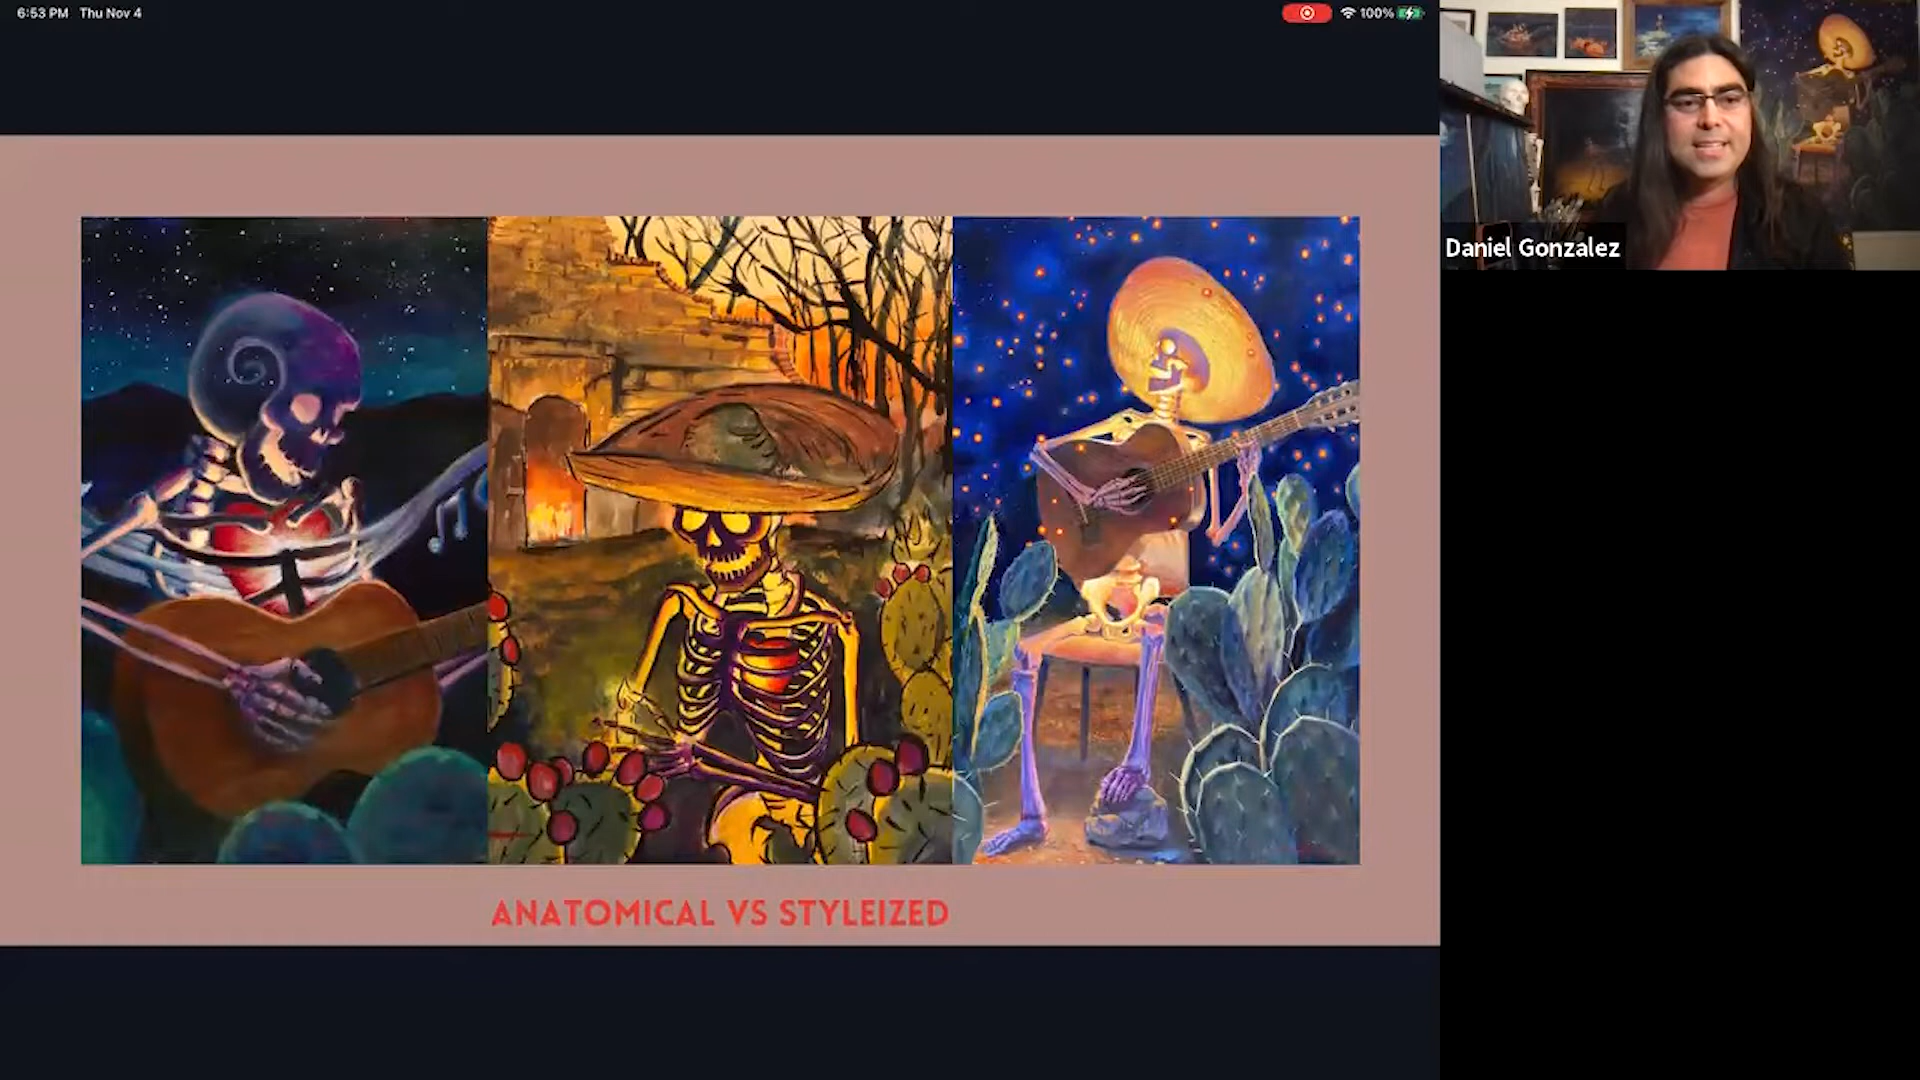 6:53 PM Thu Nov 4
100%
Daniel Gonzalez
ANATOMICAL VS STYLEIZED